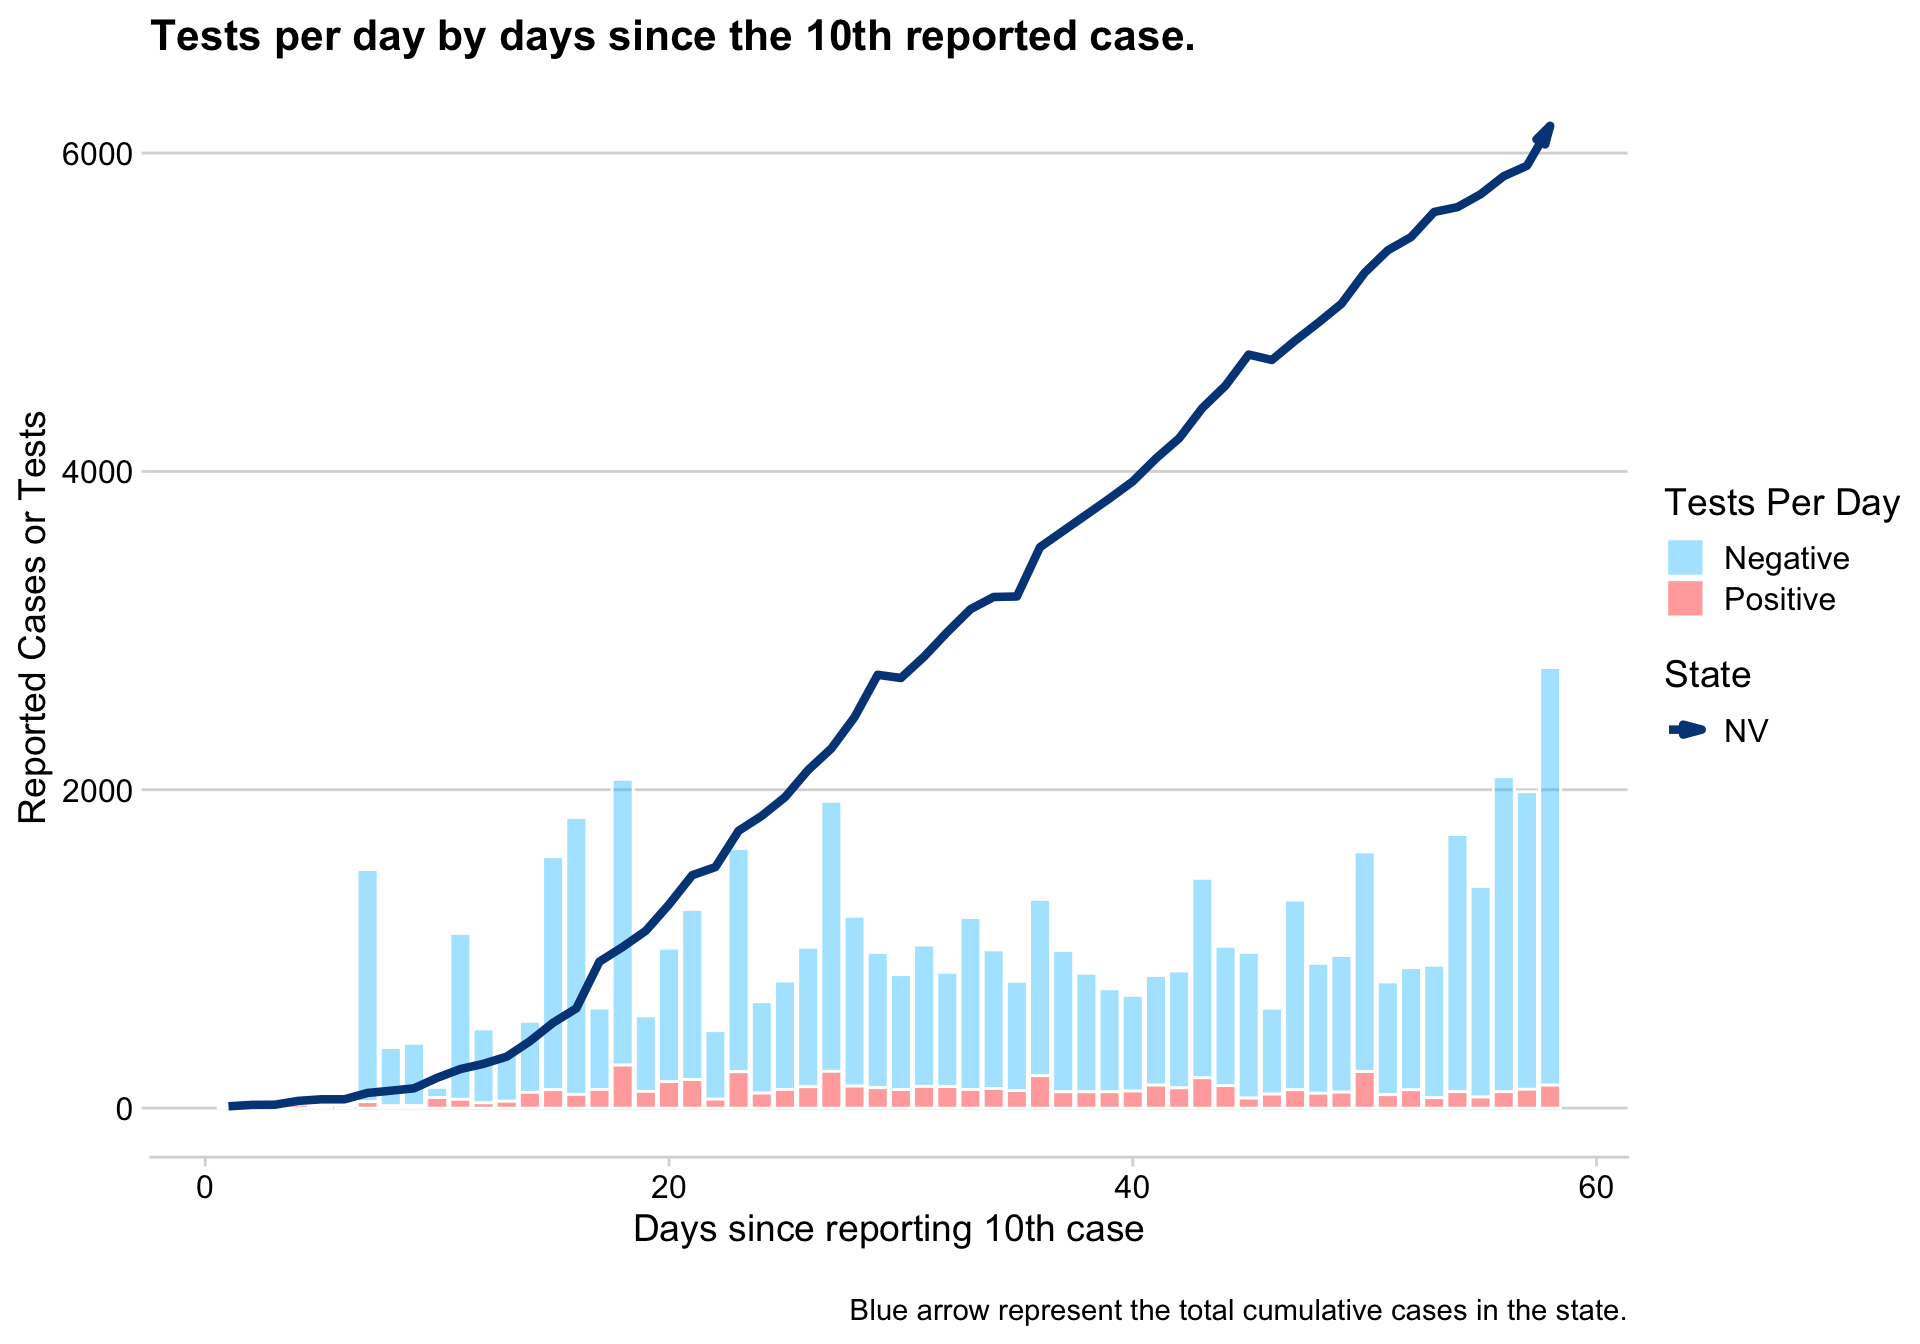 Tests per day by days since the 10th reported case.
Reported Cases or Tests
6000
4000
2000
0
0
20
40
60
Days since reporting 10th case
Tests Per Day
Negative
Positive
State
NV
Blue arrow represent the total cumulative cases in the state.